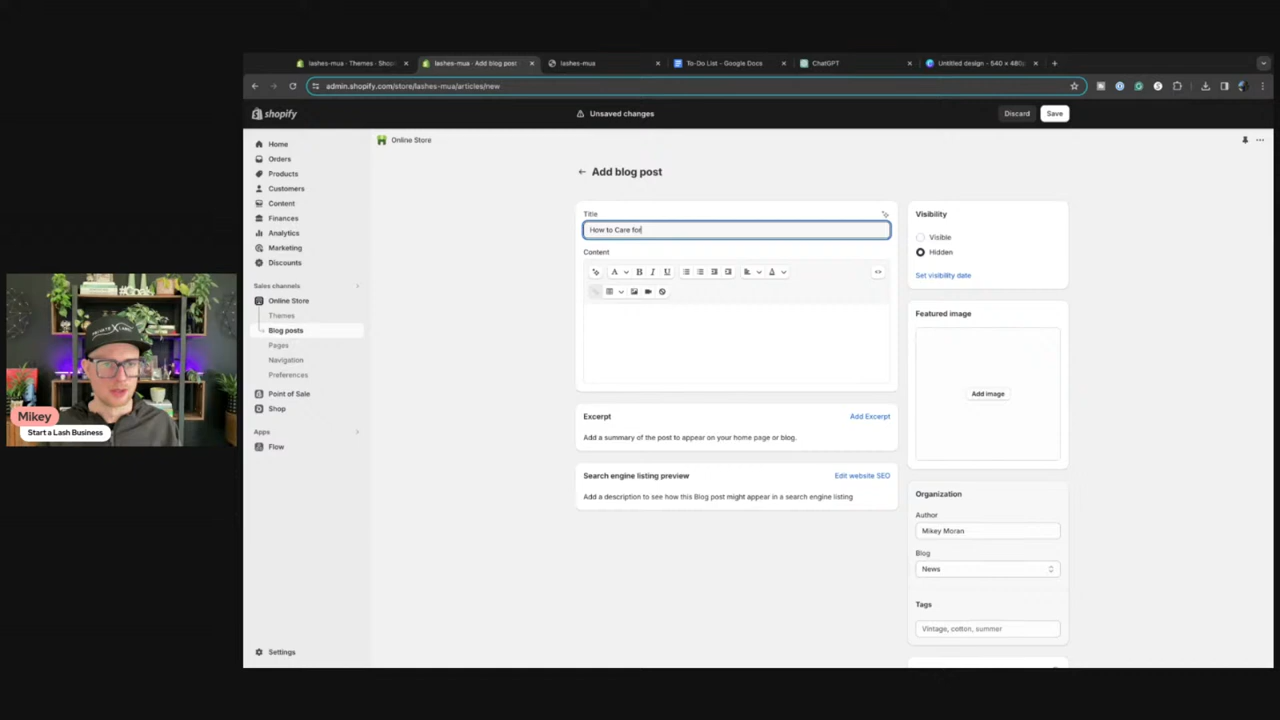 lashes-mua · Themes · Shop
lashes-mua · Add blog post
lashes-mua
To-Do List - Google Docs
ChatGPT
Untitled design - 540 × 480p
admin.shopify.com/store/lashes-mua/articles/new
shopify
Unsaved changes
Discard
Save
Home
Orders
Products
Customers
Content
Finances
Analytics
Marketing
Discounts
Sales channels
Online Store
Themes
Blog posts
Pages
Navigation
Preferences
Point of Sale
Shop
Apps
Flow
Settings
Online Store
Add blog post
Title
How to Care for
Content
A
B
I
U
A
Excerpt
Add Excerpt
Add a summary of the post to appear on your home page or blog.
Search engine listing preview
Edit website SEO
Add a description to see how this Blog post might appear in a search engine listing
Visibility
Visible
Hidden
Set visibility date
Featured image
Add image
Organization
Author
Mikey Moran
Blog
News
Tags
Vintage, cotton, summer
PRIVATE X LABEL
Mikey
Start a Lash Business